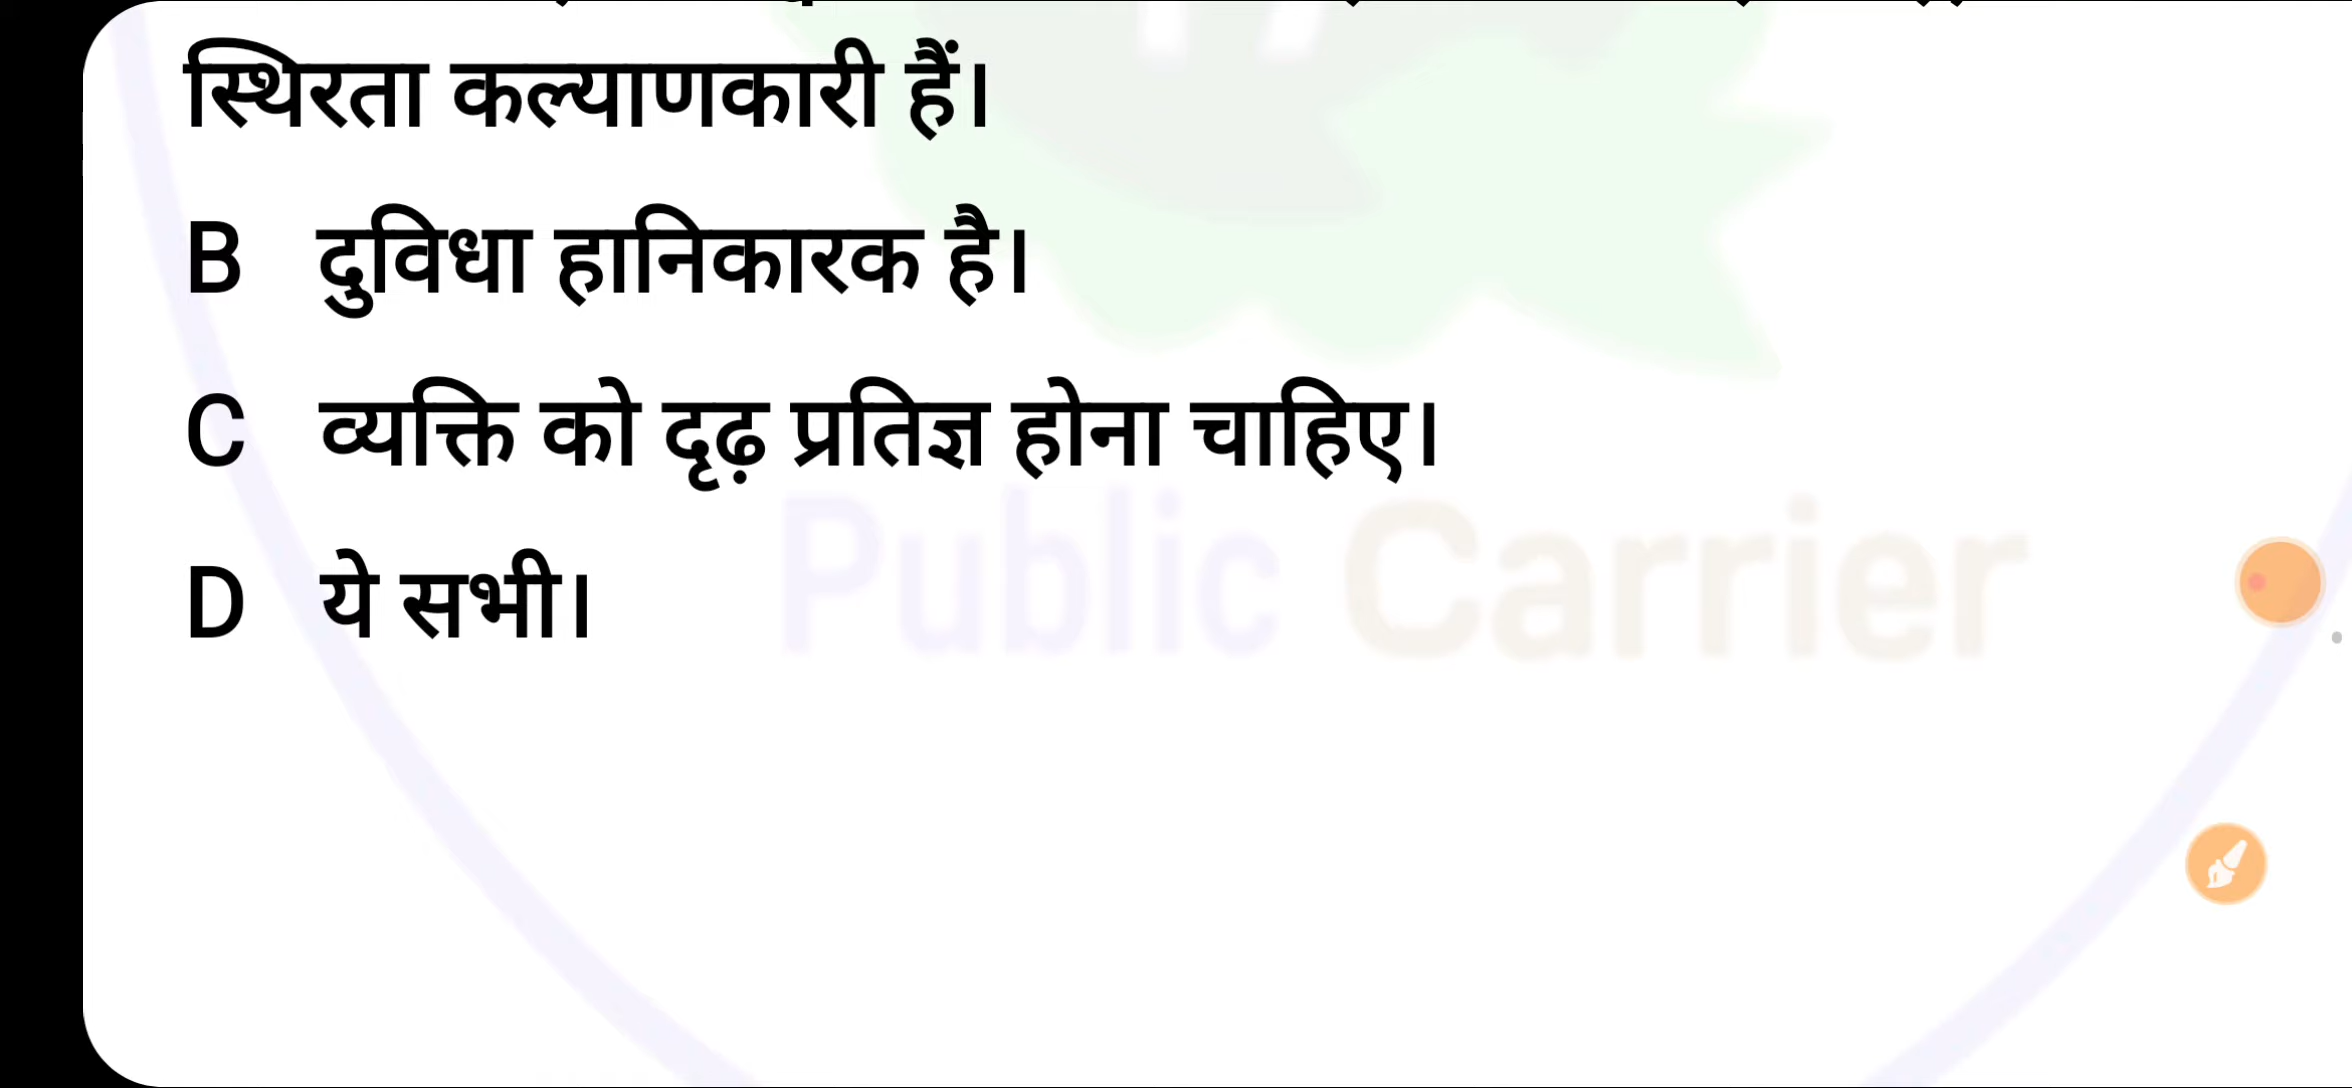 स्थिरता कल्याणकारी हैं।
B दुविधा हानिकारक है।
C व्यक्ति को दृढ़ प्रतिज्ञ होना चाहिए।
Public Carrier
D ये सभी।